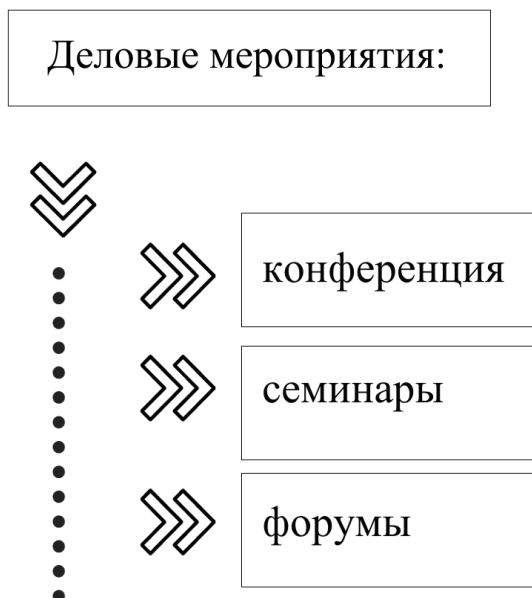 Деловые мероприятия:
конференция
семинары
форумы